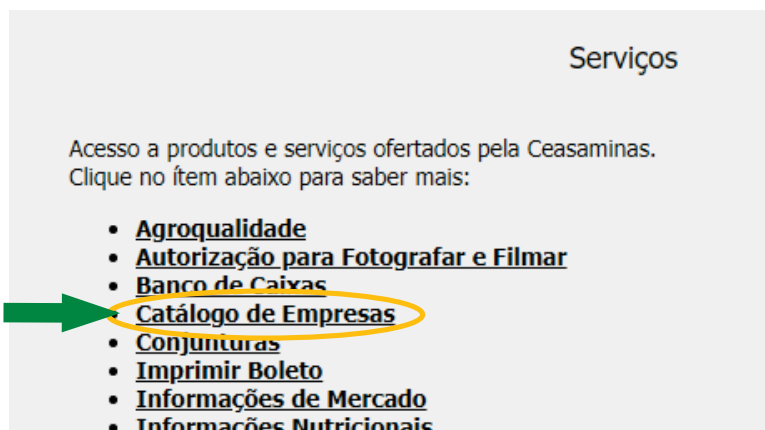 Serviços
Acesso a produtos e serviços ofertados pela Ceasaminas.
Clique no ítem abaixo para saber mais:
• Agroqualidade
• Autorização para Fotografar e Filmar
• Banco de Caixas
• Catálogo de Empresas
• Conjunturas
• Imprimir Boleto
• Informações de Mercado
• Informações Nutricionais